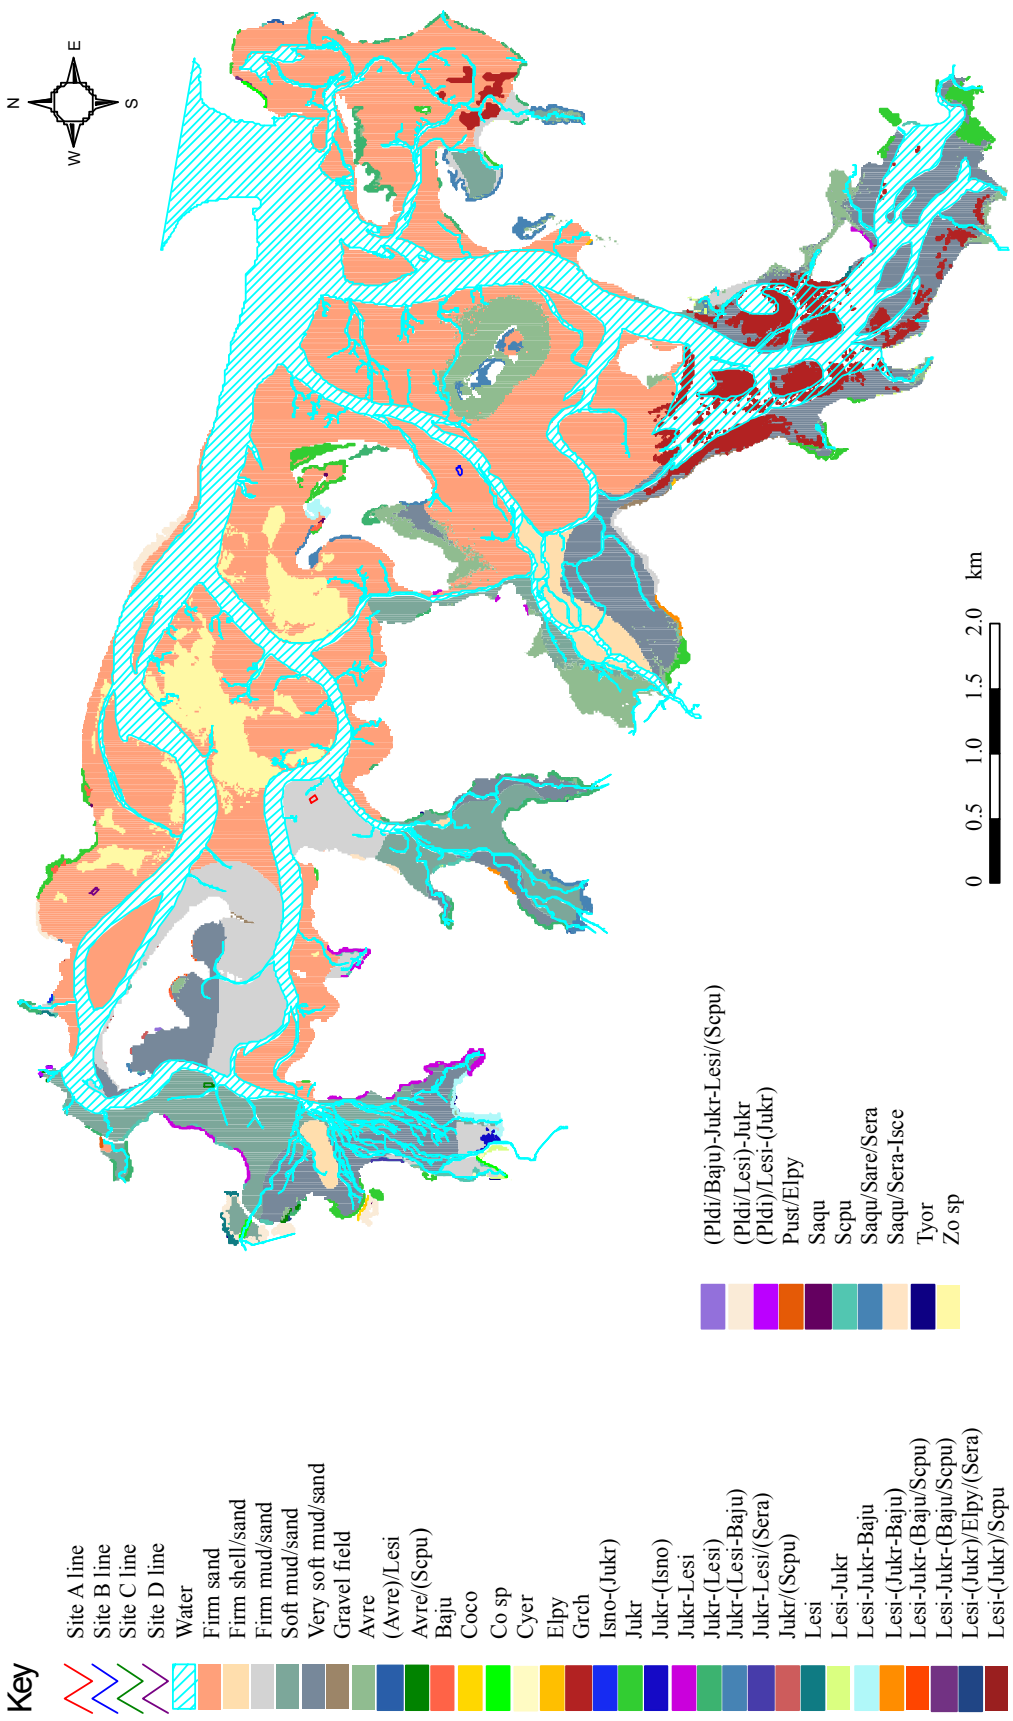 N
E
W
S
0
0.5
1.0
1.5
2.0
km
Key
Site A line
Site B line
Site C line
Site D line
Water
Firm sand
Firm shell/sand
Firm mud/sand
Soft mud/sand
Very soft mud/sand
Gravel field
Avre
(Avre)/Lesi
Avre/(Scpu)
Baju
Coco
Co sp
Cyer
Elpy
Grch
Isno-(Jukr)
Jukr
Jukr-(Isno)
Jukr-Lesi
Jukr-(Lesi)
Jukr-(Lesi-Baju)
Jukr-Lesi/(Sera)
Jukr/(Scpu)
Lesi
Lesi-Jukr
Lesi-Jukr-Baju
Lesi-(Jukr-Baju)
Lesi-Jukr-(Baju/Scpu)
Lesi-Jukr-(Baju/Scpu)
Lesi-(Jukr)/Elpy/(Sera)
Lesi-(Jukr)/Scpu
(Pldi/Baju)-Jukr-Lesi/(Scpu)
(Pldi/Lesi)-Jukr
(Pldi)/Lesi-(Jukr)
Pust/Elpy
Saqu
Scpu
Saqu/Sare/Sera
Saqu/Sera-Isce
Tyor
Zo sp